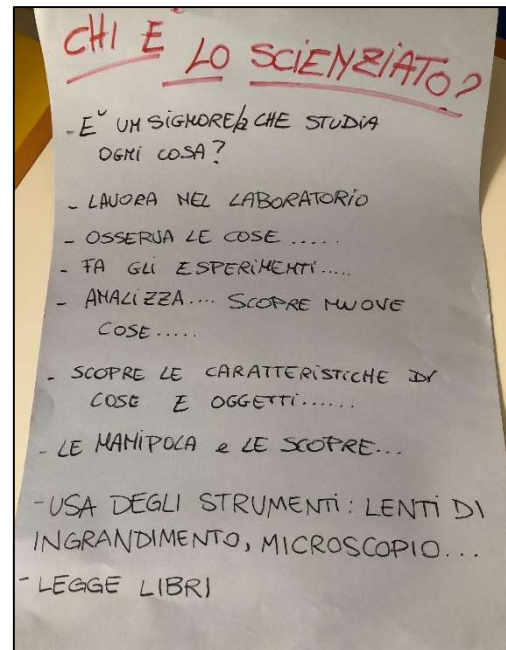 CHI È LO SCIENZIATO?
- E' UN SIGNORE/a CHE STUDIA
OGNI COSA?
- LAVORA NEL LABORATORIO
- OSSERVA LE COSE .....
- FA GLI ESPERIMENTI.....
- ANALIZZA.... SCOPRE NUOVE
COSE.....
- SCOPRE LE CARATTERISTICHE DI
COSE E OGGETTI......
- LE MANIPOLA e LE SCOPRE...
- USA DEGLI STRUMENTI: LENTI DI
INGRANDIMENTO, MICROSCOPIO...
- LEGGE LIBRI